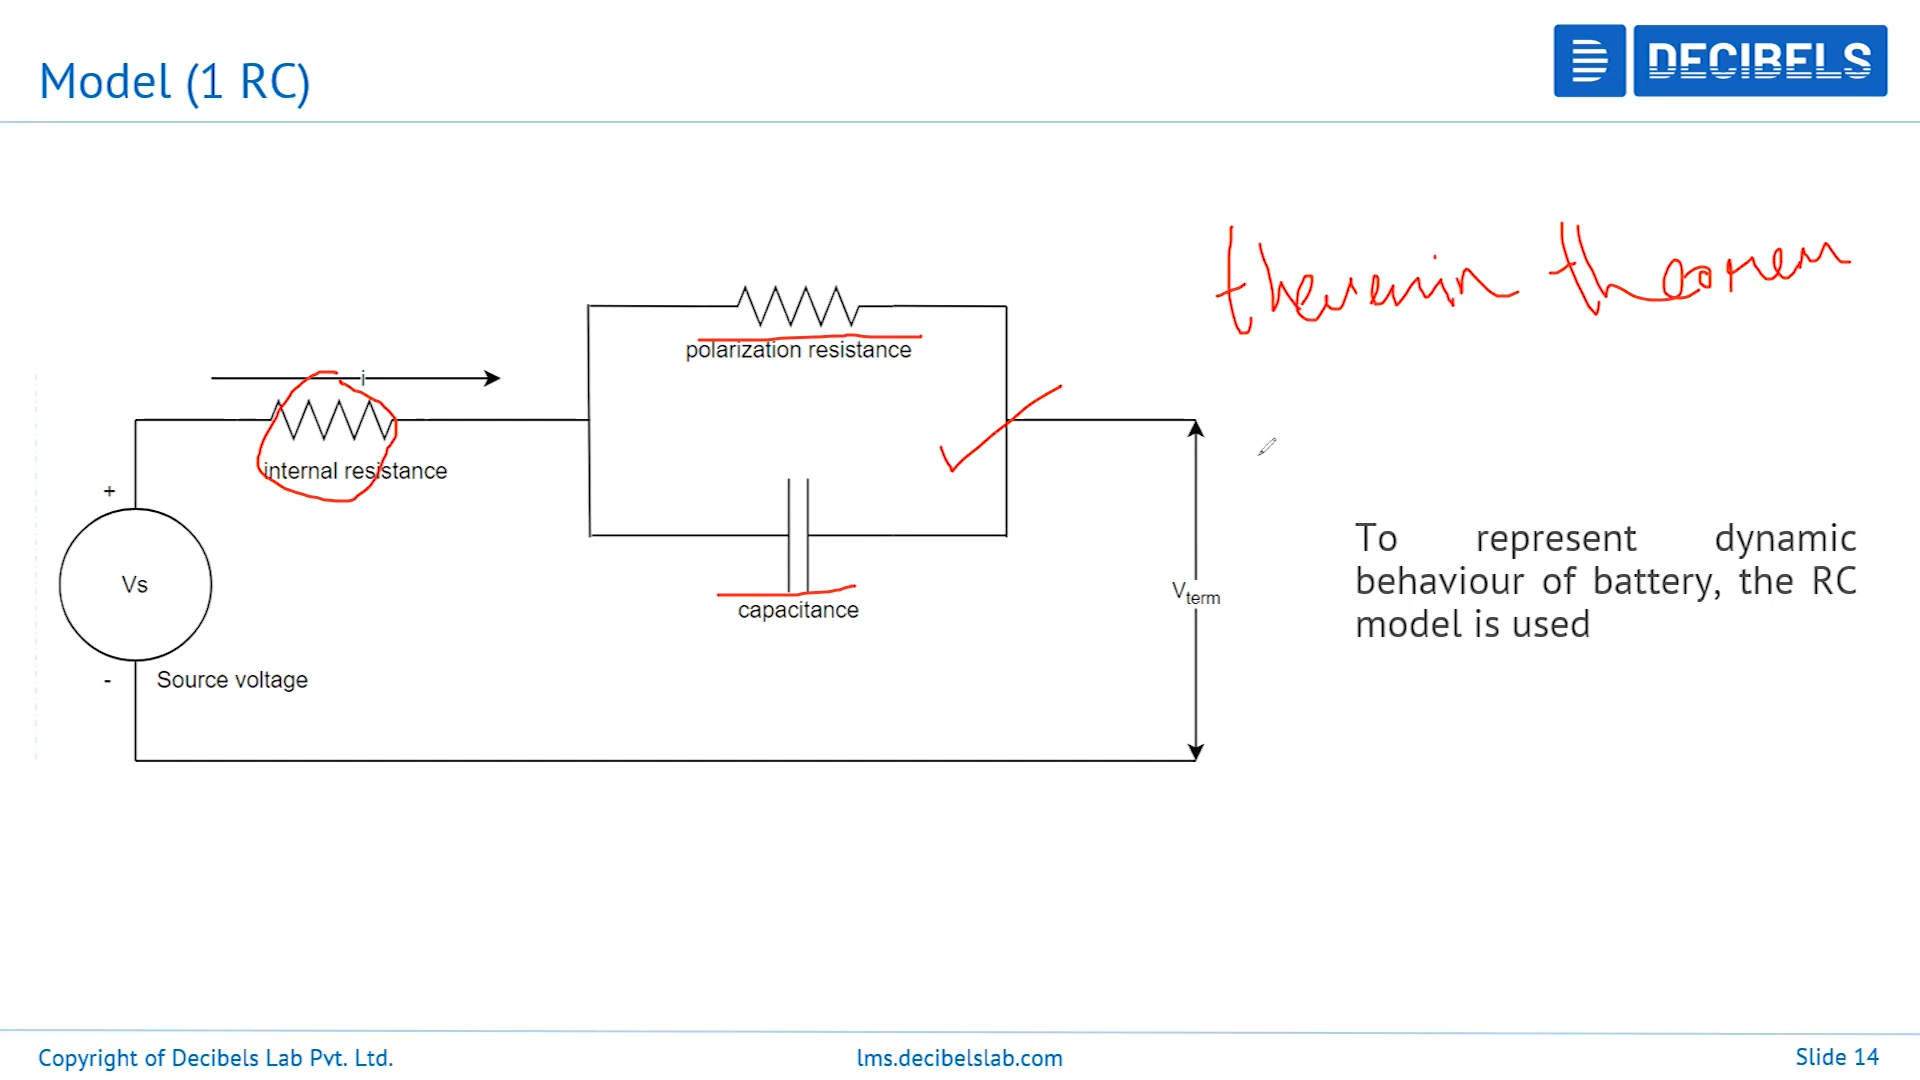 Model (1 RC)
DECIBELS
thevenin theorem
polarization resistance
i
internal resistance
+
Vs
capacitance
Vterm
To represent dynamic
behaviour of battery, the RC
model is used
-
Source voltage
Copyright of Decibels Lab Pvt. Ltd.
lms.decibelslab.com
Slide 14